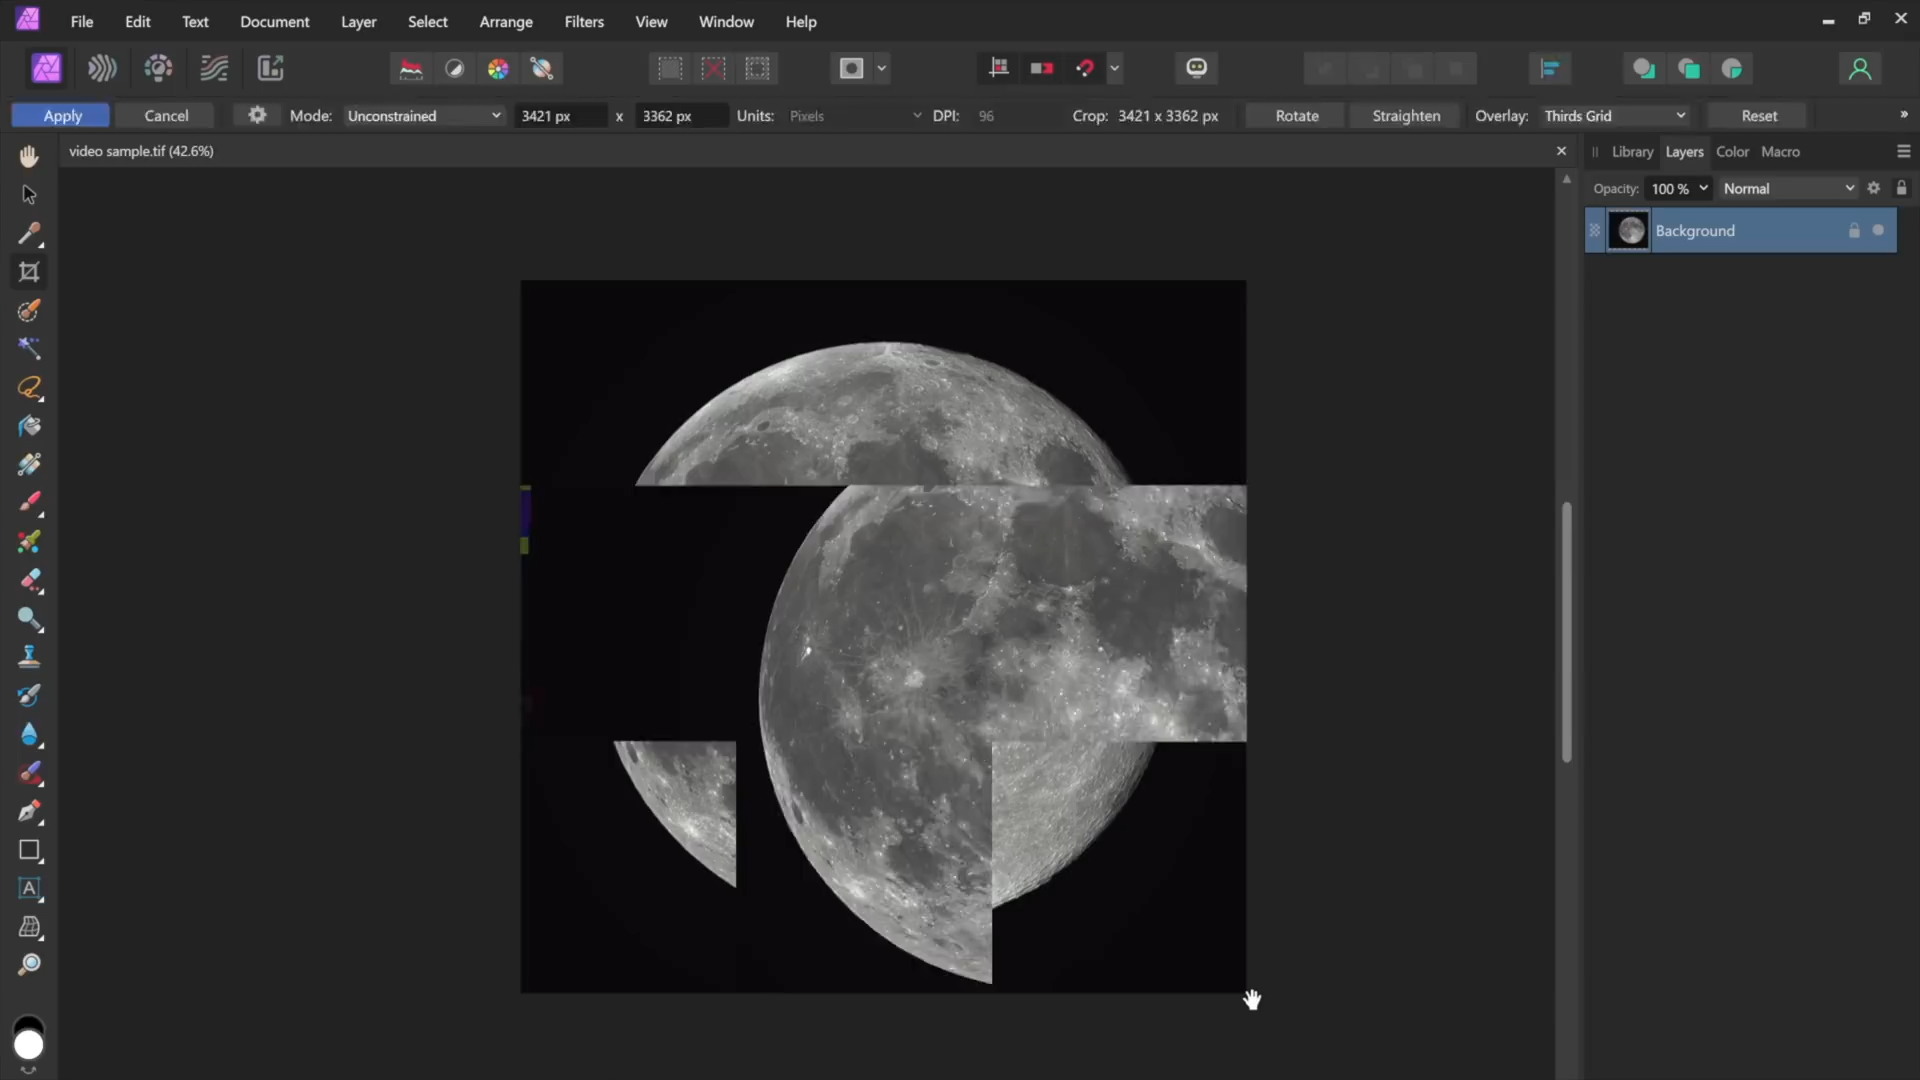 File Edit Text Document Layer Select Arrange Filters View Window Help
Apply Cancel Mode: Unconstrained 3421 px x 3362 px Units: Pixels DPI: 96 Crop: 3421 x 3362 px Rotate Straighten Overlay: Thirds Grid Reset »
video sample.tif (42.6%)
Library Layers Color Macro
Opacity: 100 % Normal
Background
A